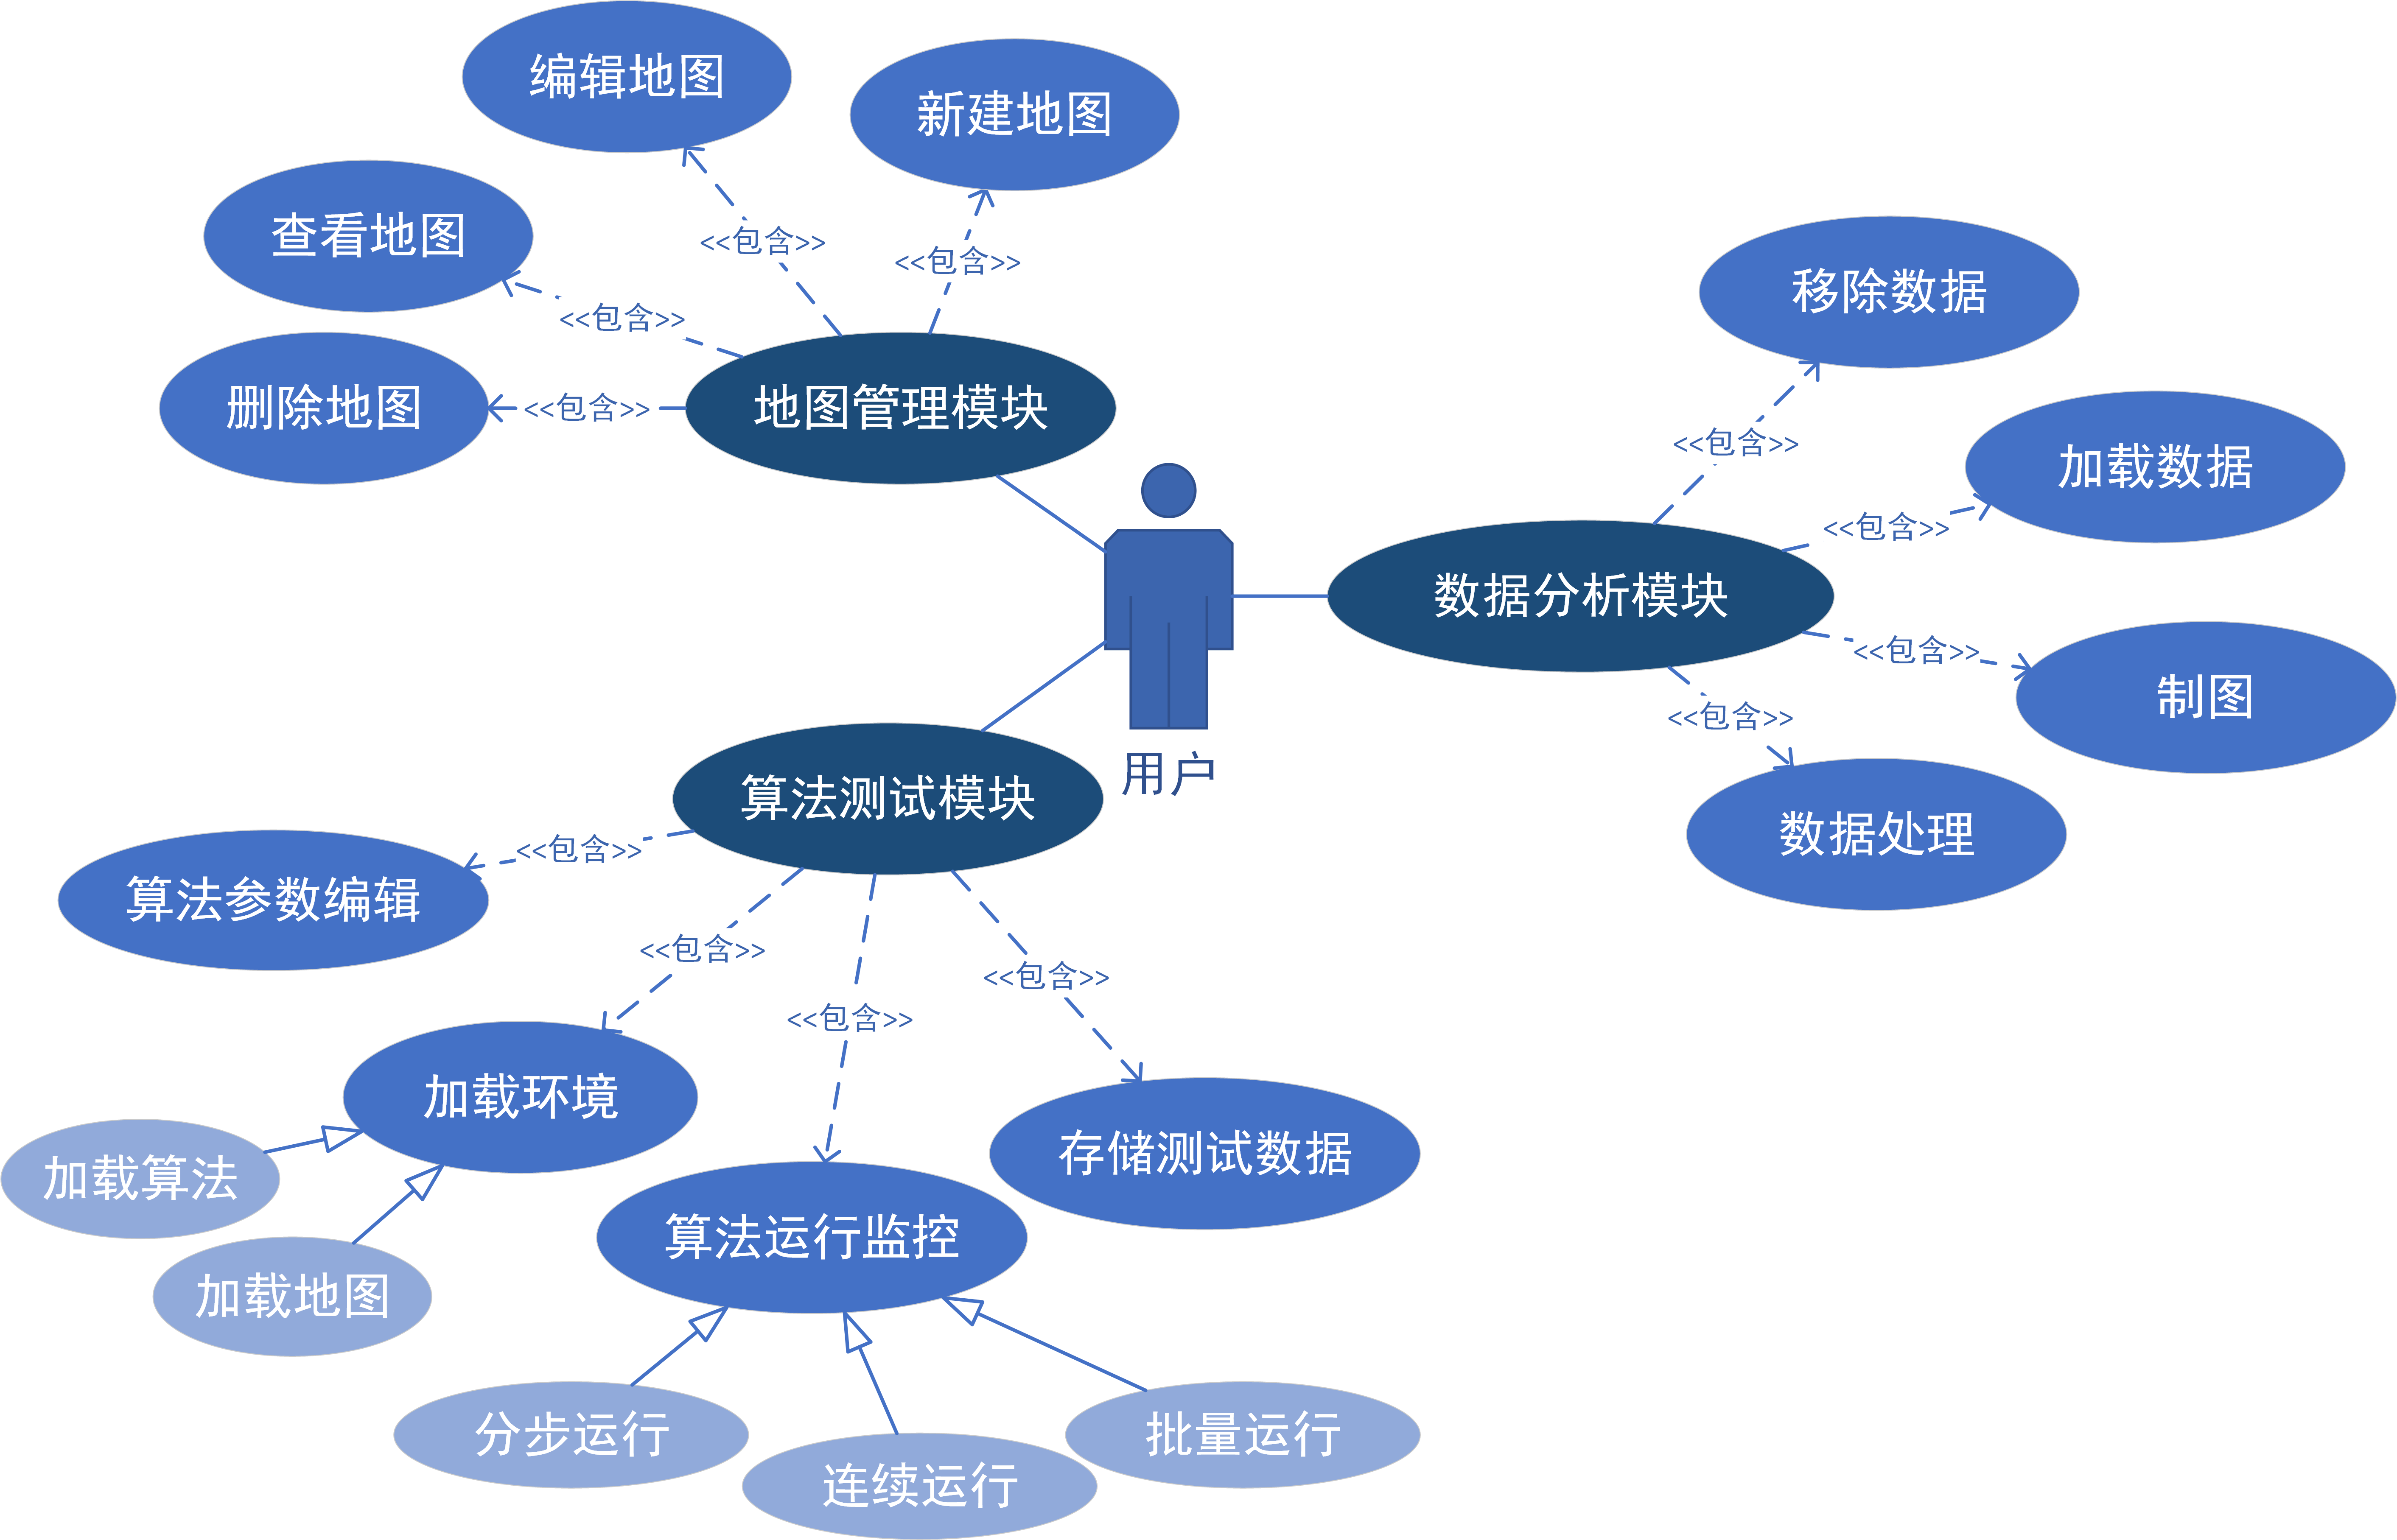 编辑地图
新建地图
查看地图
<<包含>>
<<包含>>
<<包含>>
删除地图
<<包含>>
地图管理模块
移除数据
<<包含>>
加载数据
<<包含>>
数据分析模块
<<包含>>
制图
<<包含>>
数据处理
用户
算法测试模块
<<包含>>
算法参数编辑
<<包含>>
<<包含>>
<<包含>>
加载环境
存储测试数据
加载算法
算法运行监控
加载地图
分步运行
连续运行
批量运行